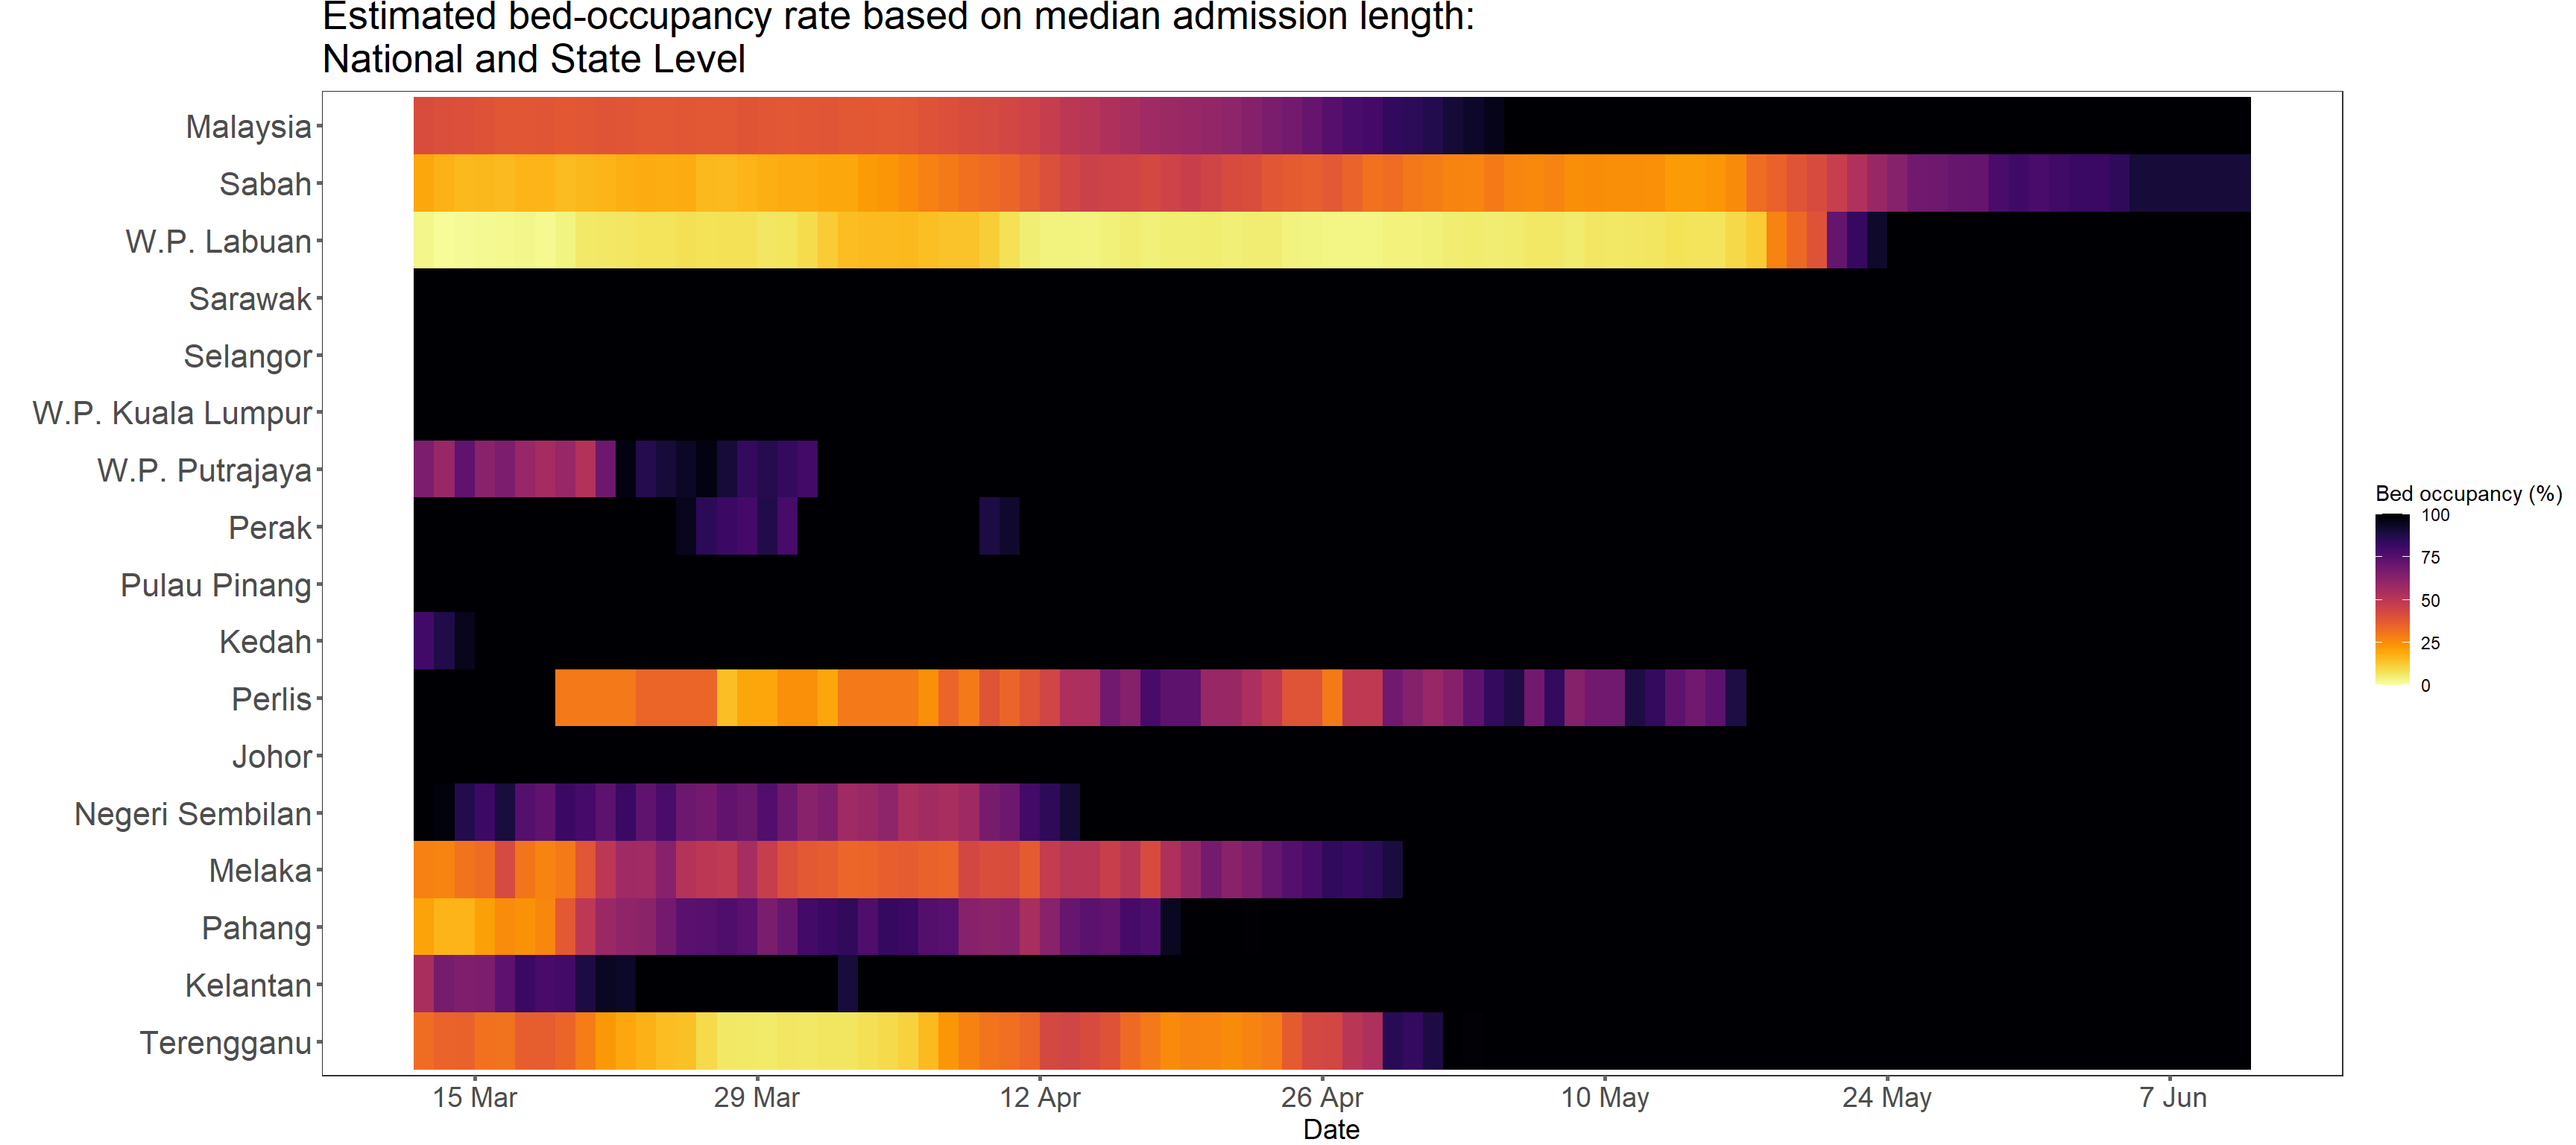 Estimated bed-occupancy rate based on median admission length:
National and State Level
Malaysia
Sabah
W.P. Labuan
Sarawak
Selangor
W.P. Kuala Lumpur
W.P. Putrajaya
Perak
Pulau Pinang
Kedah
Perlis
Johor
Negeri Sembilan
Melaka
Pahang
Kelantan
Terengganu
15 Mar
29 Mar
12 Apr
26 Apr
10 May
24 May
7 Jun
Date
Bed occupancy (%)
100
75
50
25
0